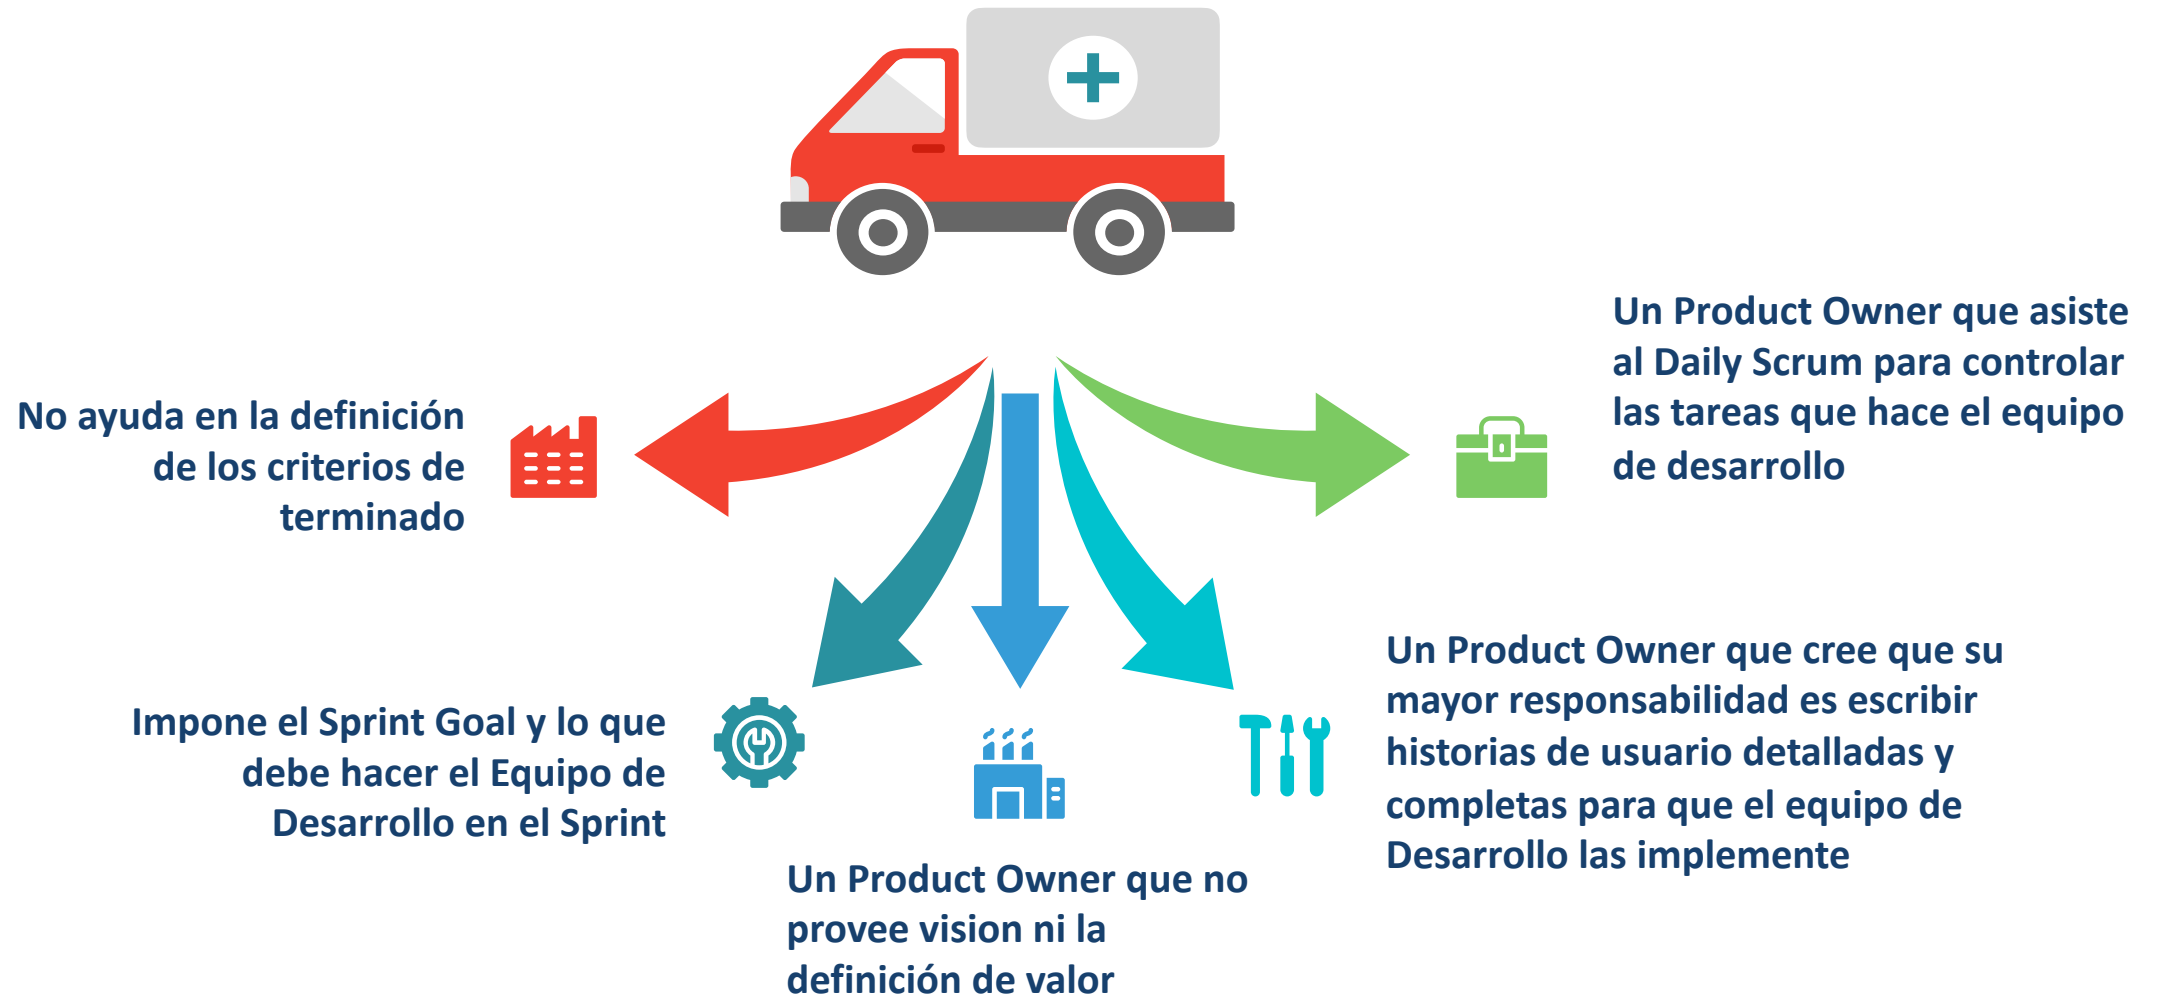 No ayuda en la definición
de los criterios de
terminado
Impone el Sprint Goal y lo que
debe hacer el Equipo de
Desarrollo en el Sprint
Un Product Owner que no
provee vision ni la
definición de valor
Un Product Owner que cree que su
mayor responsabilidad es escribir
historias de usuario detalladas y
completas para que el equipo de
Desarrollo las implemente
Un Product Owner que asiste
al Daily Scrum para controlar
las tareas que hace el equipo
de desarrollo